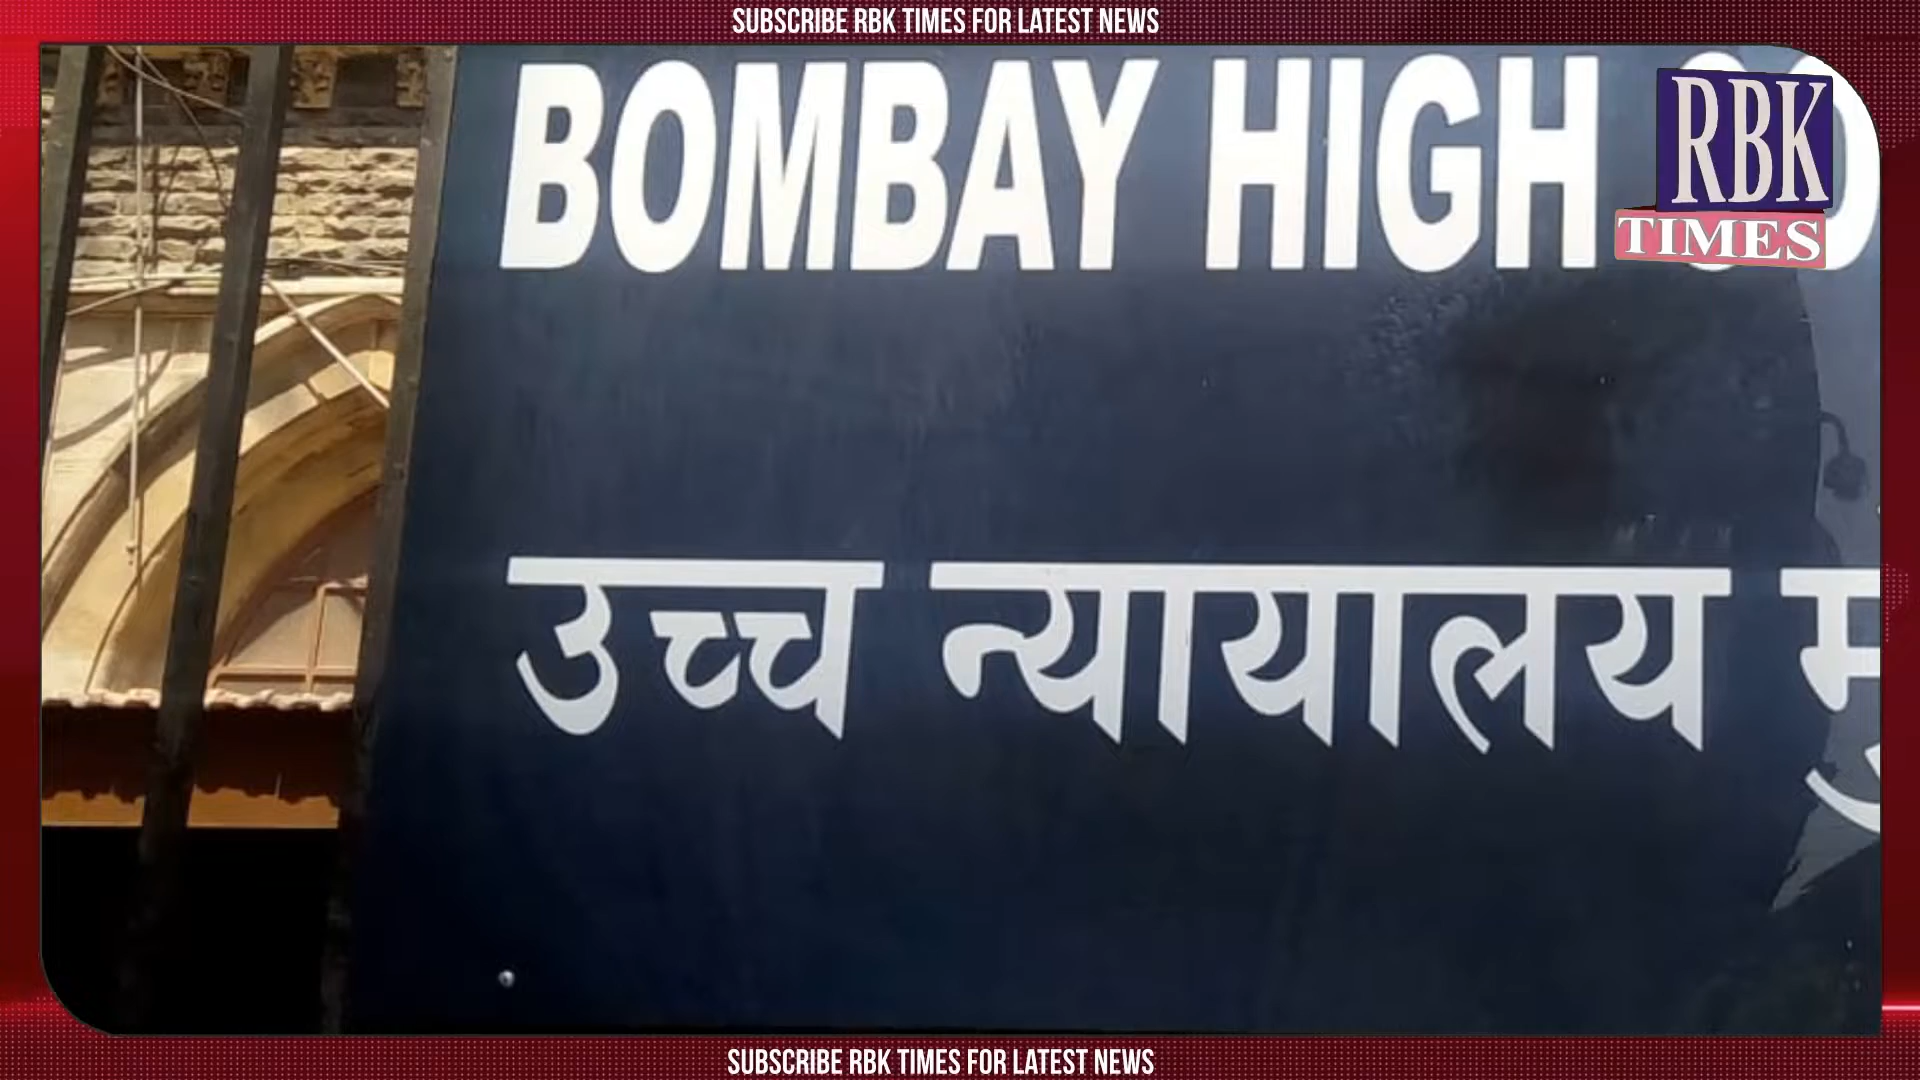 SUBSCRIBE RBK TIMES FOR LATEST NEWS
BOMBAY HIGH
RBK
TIMES
उच्च न्यायालय
SUBSCRIBE RBK TIMES FOR LATEST NEWS